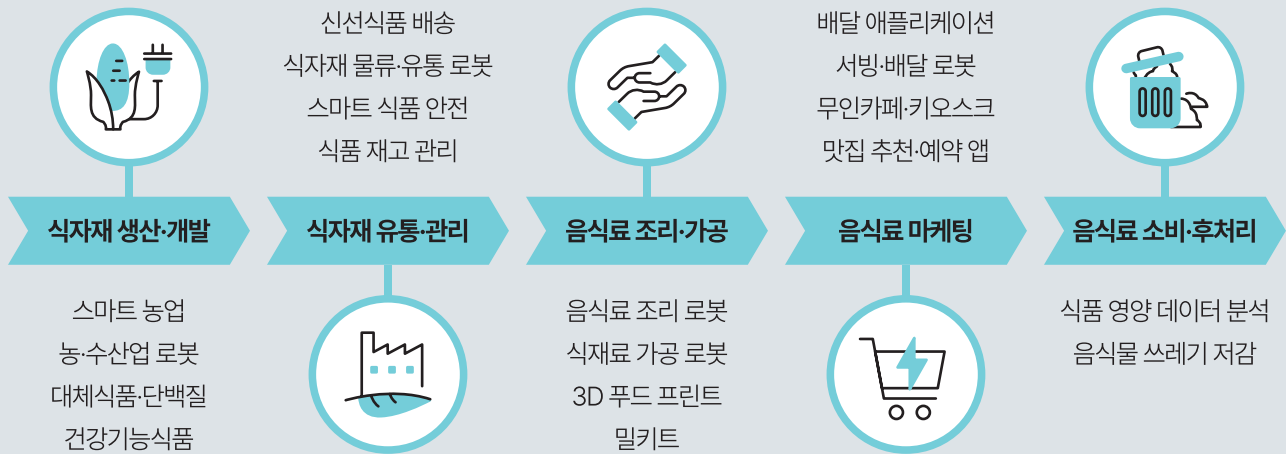 신선식품 배송
식자재 물류·유통 로봇
스마트 식품 안전
식품 재고 관리
배달 애플리케이션
서빙·배달 로봇
무인카페·키오스크
맛집 추천·예약 앱
식자재 생산·개발
식자재 유통·관리
음식료 조리·가공
음식료 마케팅
음식료 소비·후처리
스마트 농업
농·수산업 로봇
대체식품·단백질
건강기능식품
음식료 조리 로봇
식재료 가공 로봇
3D 푸드 프린트
밀키트
식품 영양 데이터 분석
음식물 쓰레기 저감